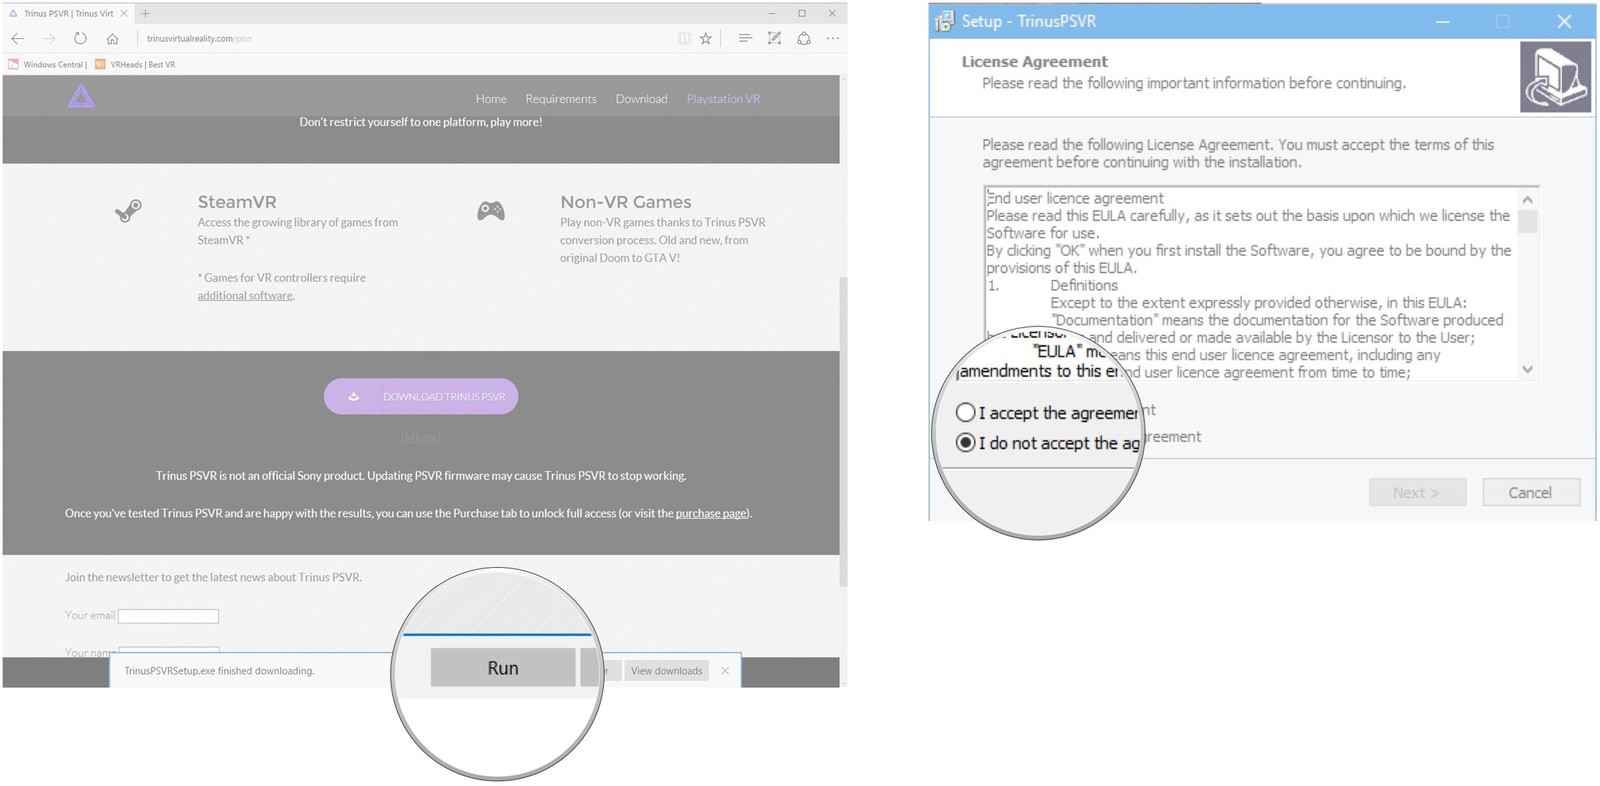 Trinus PSVR | Trinus Virt
trinusvirtualreality.com/psvr
Windows Central |
VRHeads | Best VR
Home
Requirements
Download
Playstation VR
Don't restrict yourself to one platform, play more!
SteamVR
Access the growing library of games from
SteamVR *
* Games for VR controllers require
additional software.
Non-VR Games
Play non-VR games thanks to Trinus PSVR
conversion process. Old and new, from
original Doom to GTA V!
DOWNLOAD TRINUS PSVR
[Mirror]
Trinus PSVR is not an official Sony product. Updating PSVR firmware may cause Trinus PSVR to stop working.
Once you've tested Trinus PSVR and are happy with the results, you can use the Purchase tab to unlock full access (or visit the purchase page).
Join the newsletter to get the latest news about Trinus PSVR.
Your email
Your name
TrinusPSVRSetup.exe finished downloading.
Run
View downloads
Setup - TrinusPSVR
License Agreement
Please read the following important information before continuing.
Please read the following License Agreement. You must accept the terms of this
agreement before continuing with the installation.
End user licence agreement
Please read this EULA carefully, as it sets out the basis upon which we license the
Software for use.
By clicking "OK" when you first install the Software, you agree to be bound by the
provisions of this EULA.
1. Definitions
Except to the extent expressly provided otherwise, in this EULA:
"Documentation" means the documentation for the Software produced
and delivered or made available by the Licensor to the User;
"EULA" means this end user licence agreement, including any
amendments to this end user licence agreement from time to time;
I accept the agreement
I do not accept the agreement
Next >
Cancel